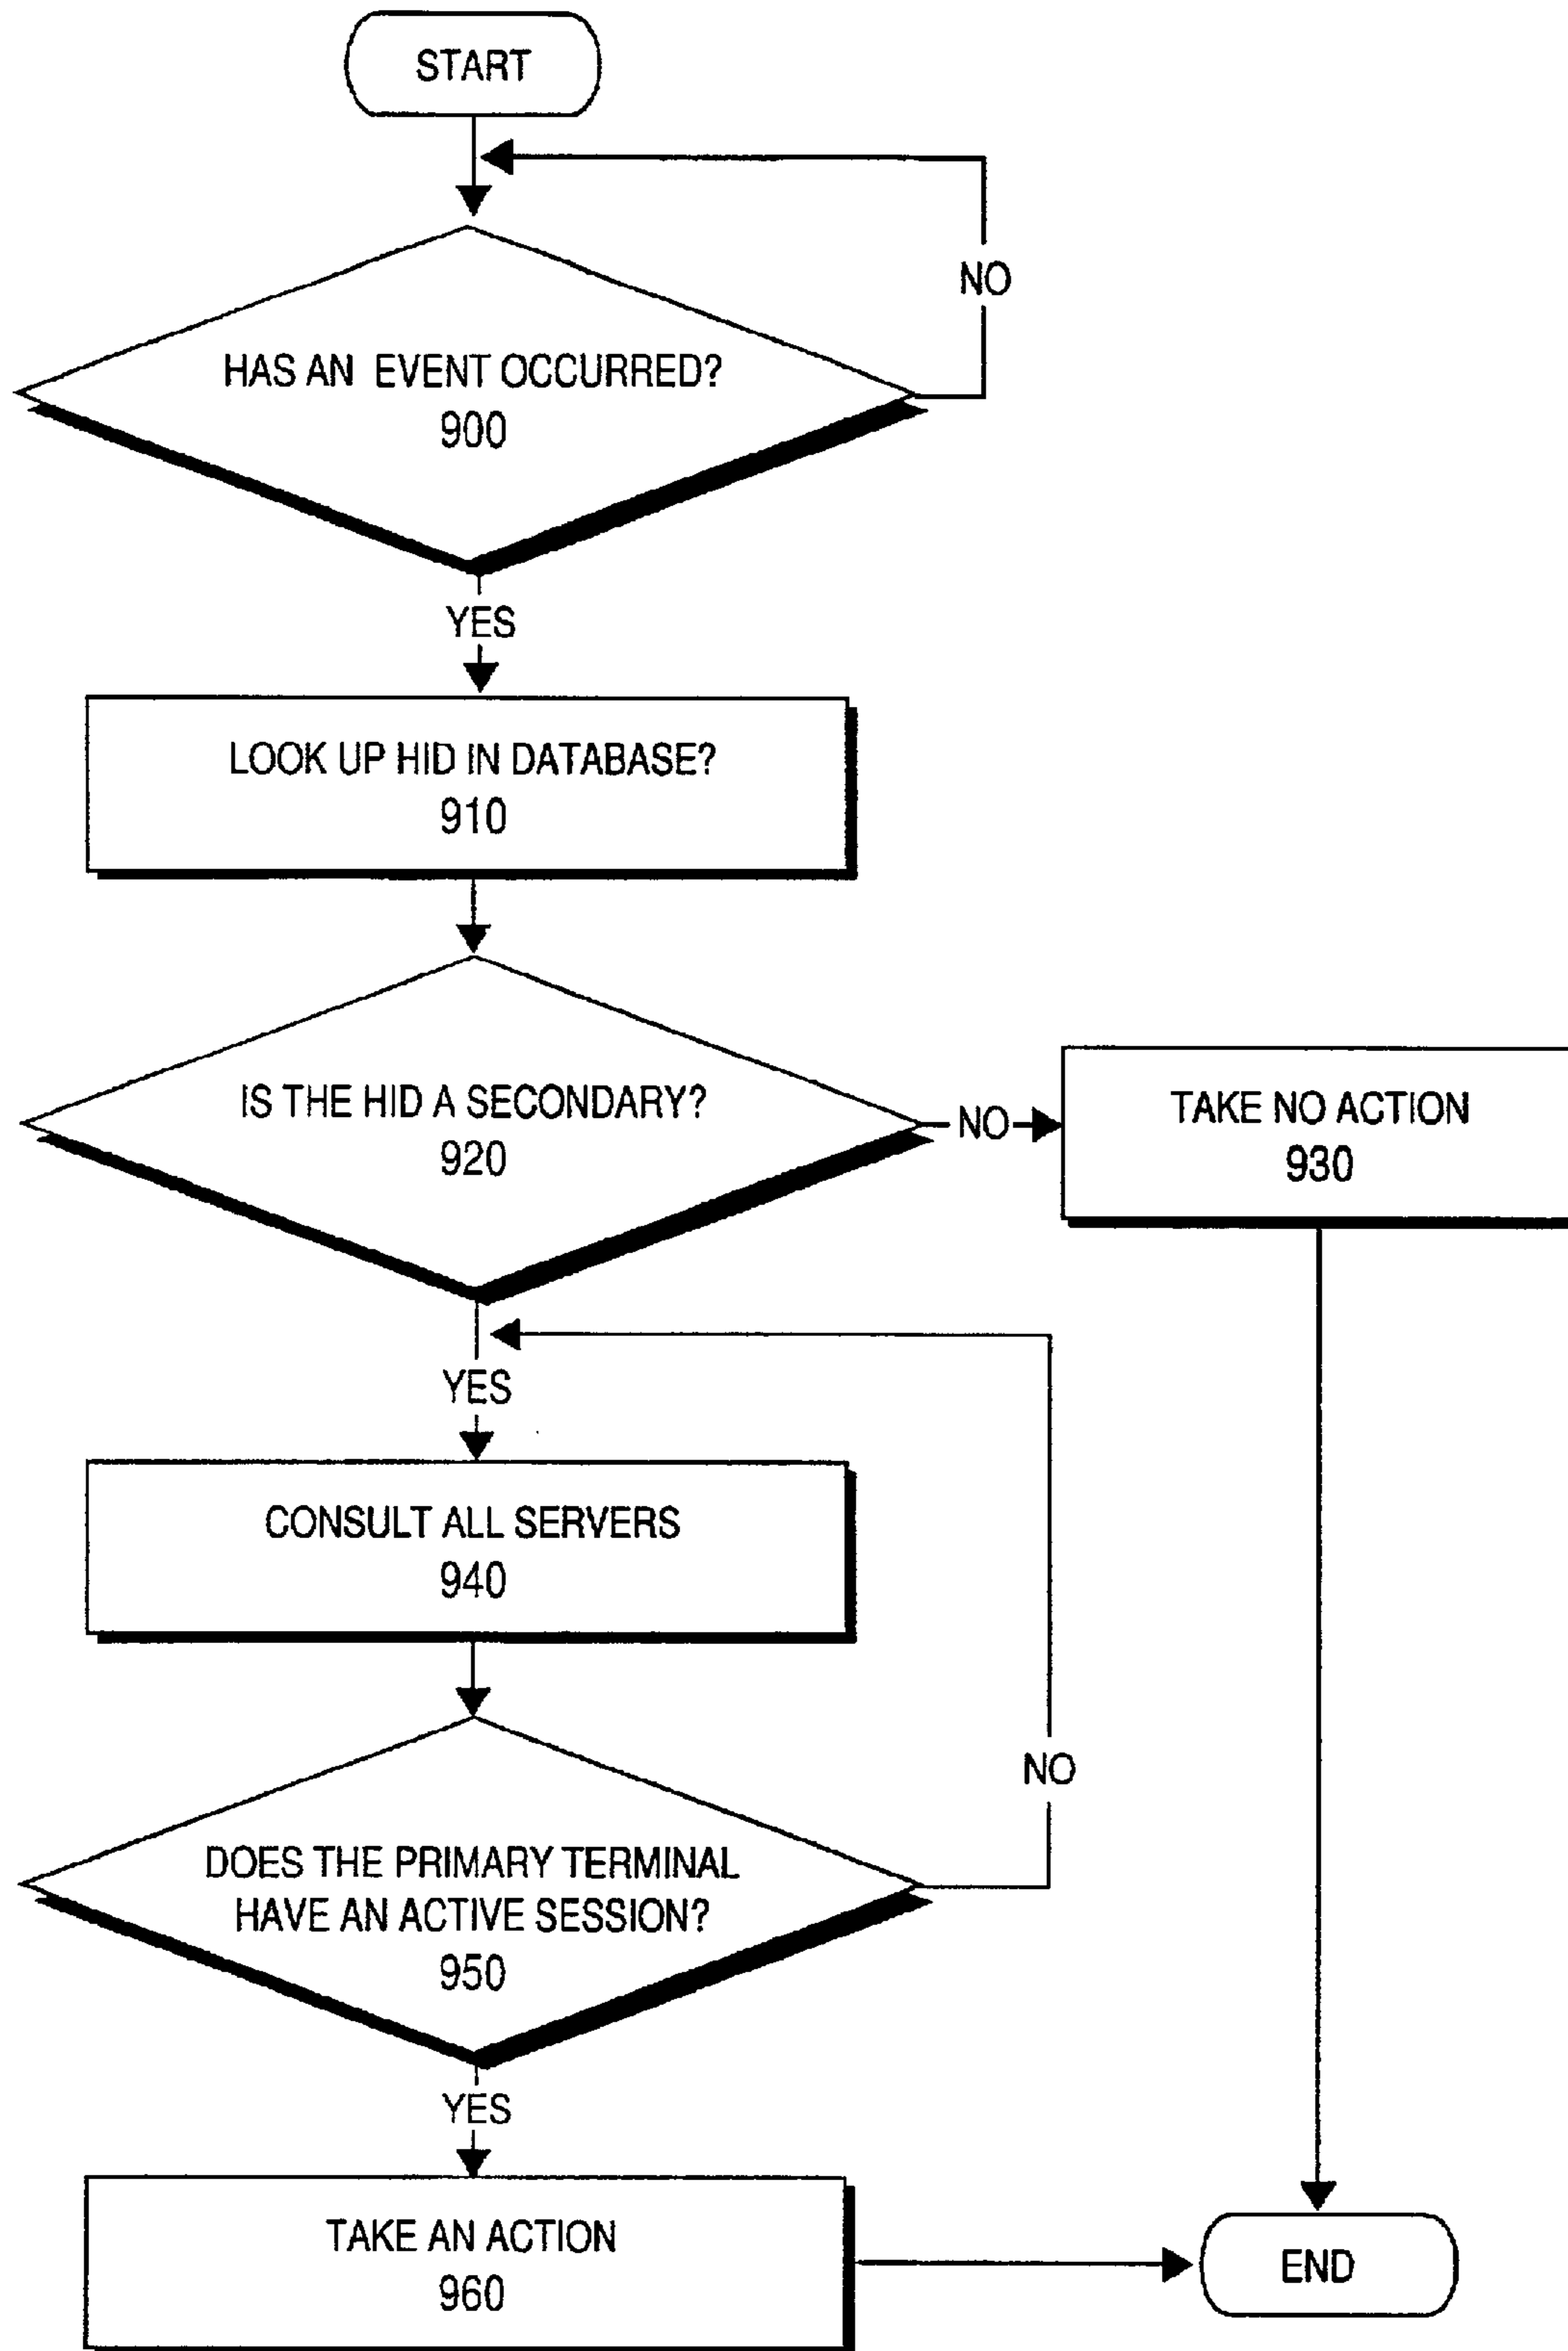 START
NO
HAS AN EVENT OCCURRED?
900
YES
LOOK UP HID IN DATABASE?
910
IS THE HID A SECONDARY?
920
NO
TAKE NO ACTION
930
YES
CONSULT ALL SERVERS
940
NO
DOES THE PRIMARY TERMINAL
HAVE AN ACTIVE SESSION?
950
YES
TAKE AN ACTION
960
END